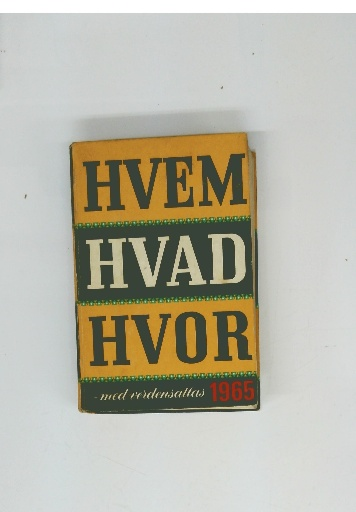 HVEM
HVAD
HVOR
- med verdensatlas 1965